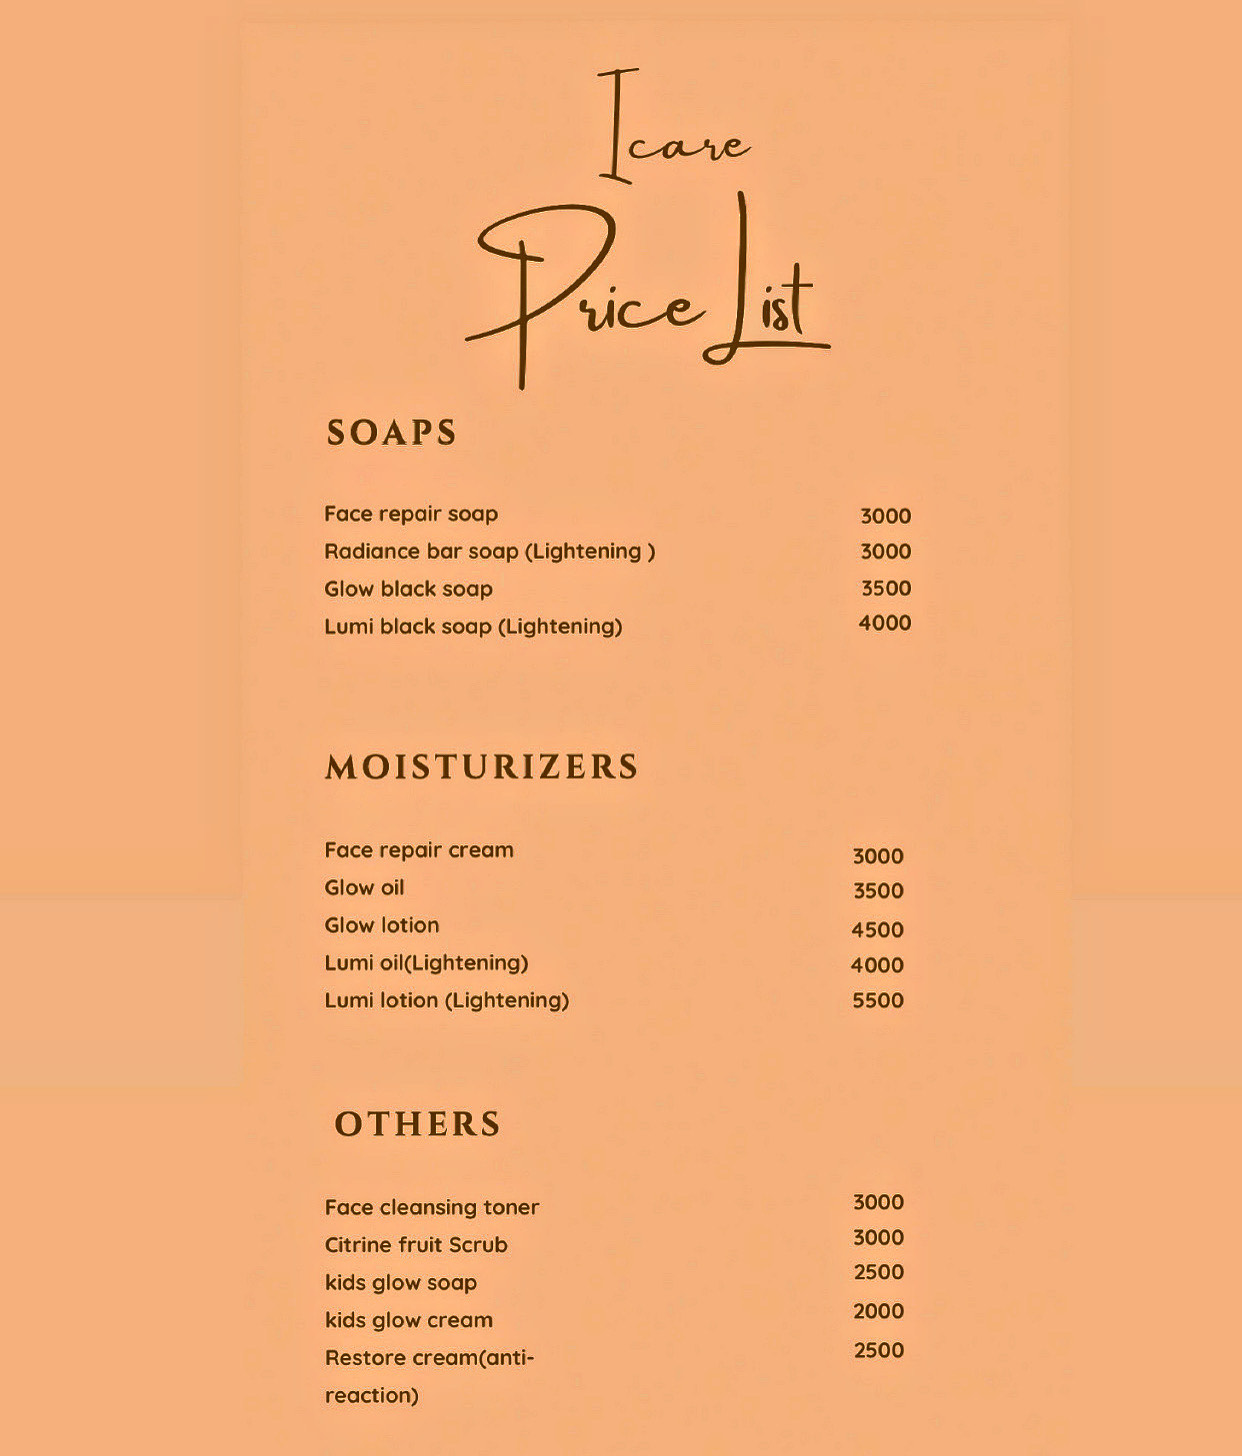 Icare
Price List
SOAPS
Face repair soap 3000
Radiance bar soap (Lightening ) 3000
Glow black soap 3500
Lumi black soap (Lightening) 4000
MOISTURIZERS
Face repair cream 3000
Glow oil 3500
Glow lotion 4500
Lumi oil(Lightening) 4000
Lumi lotion (Lightening) 5500
OTHERS
Face cleansing toner 3000
Citrine fruit Scrub 3000
kids glow soap 2500
kids glow cream 2000
Restore cream(anti- 2500
reaction)